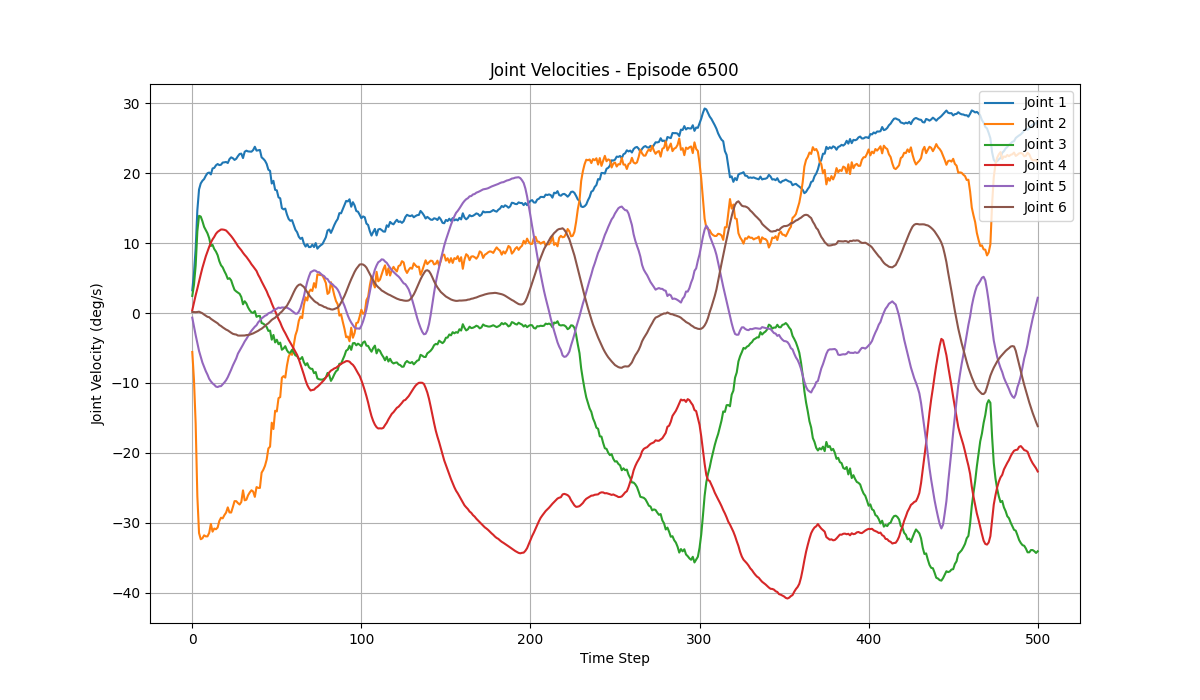 Joint Velocities - Episode 6500
Joint Velocity (deg/s)
30
20
10
0
−10
−20
−30
−40
Joint 1
Joint 2
Joint 3
Joint 4
Joint 5
Joint 6
0 100 200 300 400 500
Time Step